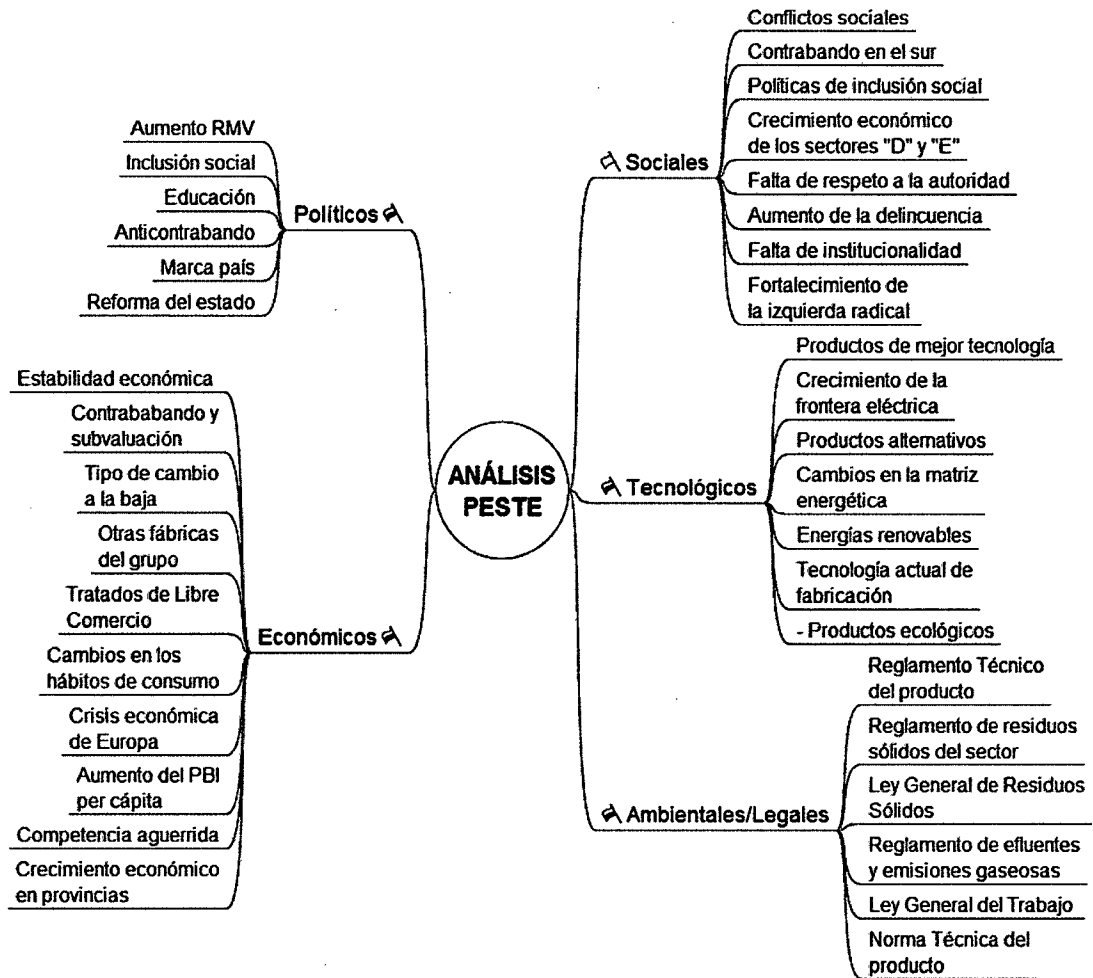 ANÁLISIS
PESTE
Políticos
Aumento RMV
Inclusión social
Educación
Anticontrabando
Marca país
Reforma del estado
Económicos
Estabilidad económica
Contrababando y
subvaluación
Tipo de cambio
a la baja
Otras fábricas
del grupo
Tratados de Libre
Comercio
Cambios en los
hábitos de consumo
Crisis económica
de Europa
Aumento del PBI
per cápita
Competencia aguerrida
Crecimiento económico
en provincias
Sociales
Conflictos sociales
Contrabando en el sur
Políticas de inclusión social
Crecimiento económico
de los sectores "D" y "E"
Falta de respeto a la autoridad
Aumento de la delincuencia
Falta de institucionalidad
Fortalecimiento de
la izquierda radical
Tecnológicos
Productos de mejor tecnología
Crecimiento de la
frontera eléctrica
Productos alternativos
Cambios en la matriz
energética
Energías renovables
Tecnología actual de
fabricación
- Productos ecológicos
Ambientales/Legales
Reglamento Técnico
del producto
Reglamento de residuos
sólidos del sector
Ley General de Residuos
Sólidos
Reglamento de efluentes
y emisiones gaseosas
Ley General del Trabajo
Norma Técnica del
producto